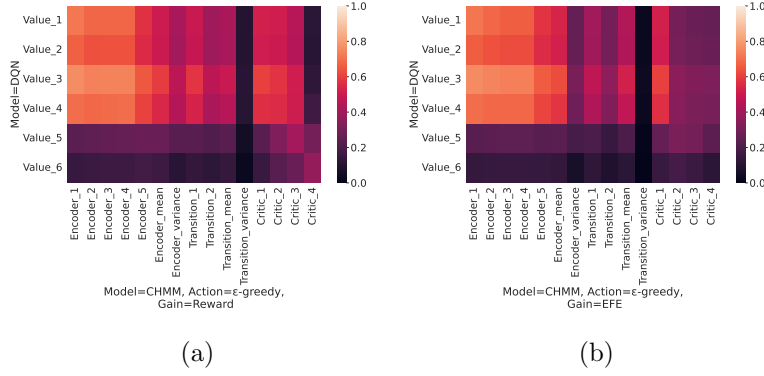 Model=DQN
Value_1
Value_2
Value_3
Value_4
Value_5
Value_6
1.0
0.8
0.6
0.4
0.2
0.0
Encoder_1
Encoder_2
Encoder_3
Encoder_4
Encoder_5
Encoder_mean
Encoder_variance
Transition_1
Transition_2
Transition_mean
Transition_variance
Critic_1
Critic_2
Critic_3
Critic_4
Model=CHMM, Action=ε-greedy,
Gain=Reward
(a)
Model=DQN
Value_1
Value_2
Value_3
Value_4
Value_5
Value_6
1.0
0.8
0.6
0.4
0.2
0.0
Encoder_1
Encoder_2
Encoder_3
Encoder_4
Encoder_5
Encoder_mean
Encoder_variance
Transition_1
Transition_2
Transition_mean
Transition_variance
Critic_1
Critic_2
Critic_3
Critic_4
Model=CHMM, Action=ε-greedy,
Gain=EFE
(b)